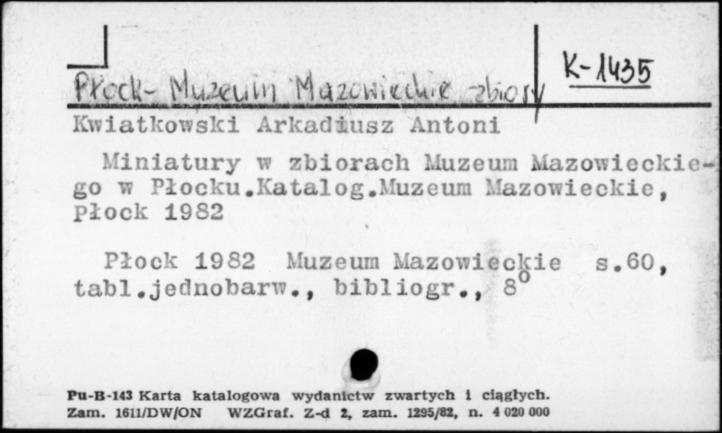 K-1435
Płock- Muzeum Mazowieckie -zbiory
Kwiatkowski Arkadiusz Antoni
Miniatury w zbiorach Muzeum Mazowieckie-
go w Płocku.Katalog.Muzeum Mazowieckie,
Płock 1982
Płock 1982 Muzeum Mazowieckie s.60,
tabl.jednobarw., bibliogr., 8⁰
Pu-B-143 Karta katalogowa wydanictw zwartych i ciągłych.
Zam. 1611/DW/ON WZGraf. Z-d 2, zam. 1295/82, n. 4 020 000